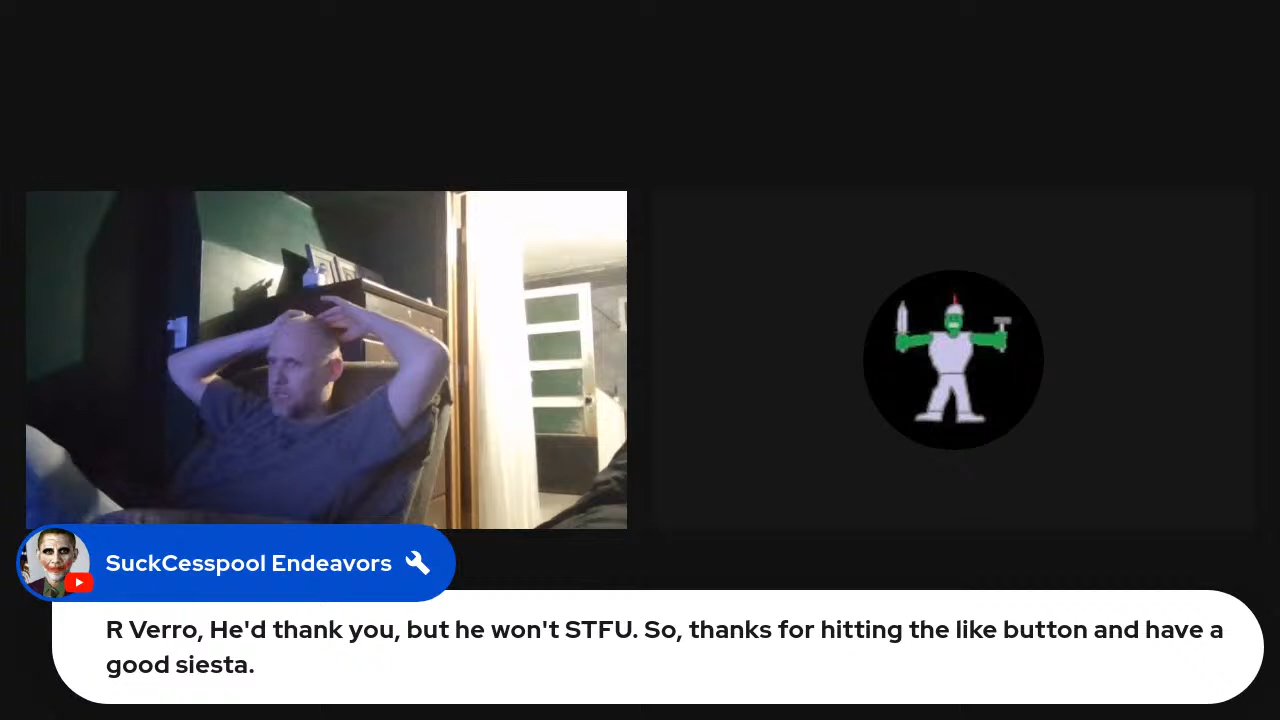 SuckCesspool Endeavors
R Verro, He'd thank you, but he won't STFU. So, thanks for hitting the like button and have a
good siesta.